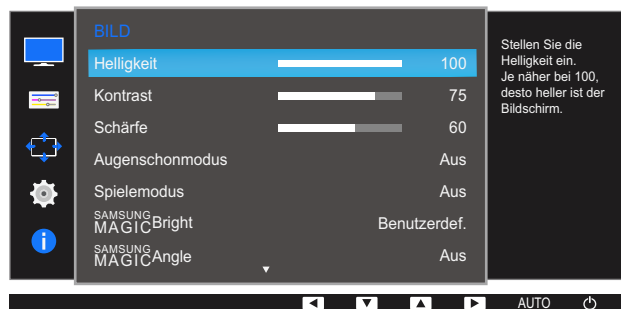 BILD
Helligkeit 100
Kontrast 75
Schärfe 60
Augenschonmodus Aus
Spielemodus Aus
SAMSUNG
MAGICBright Benutzerdef.
SAMSUNG
MAGICAngle Aus
Stellen Sie die
Helligkeit ein.
Je näher bei 100,
desto heller ist der
Bildschirm.
AUTO